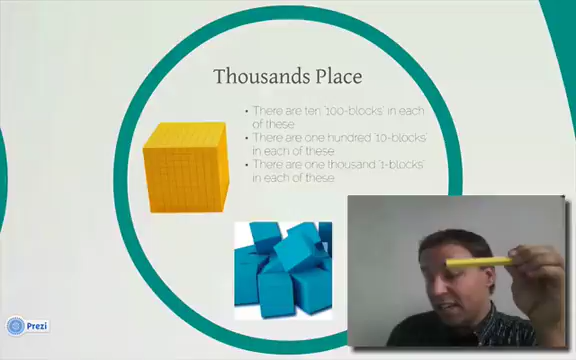 Thousands Place
• There are ten '100-blocks' in each
of these
• There are one hundred '10-blocks'
in each of these
• There are one thousand '1-blocks'
in each of these
Prezi